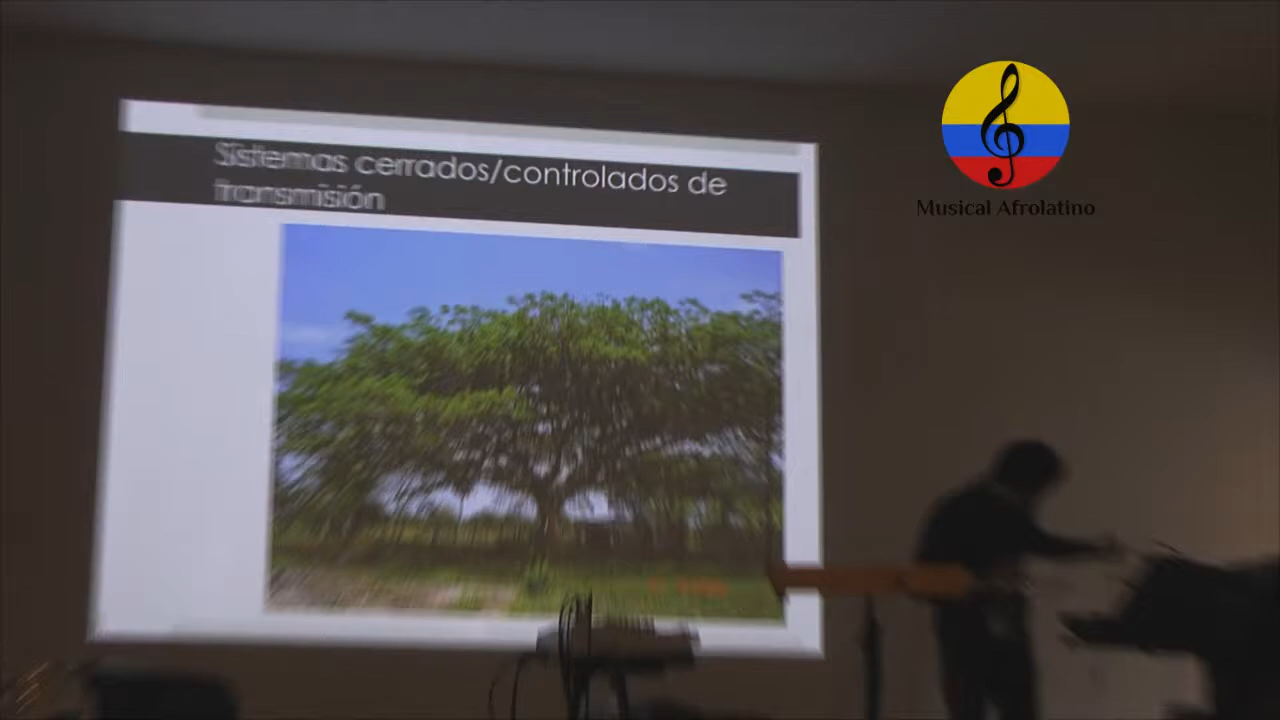 Sistemas cerrados/controlados de
transmisión
Musical Afrolatino